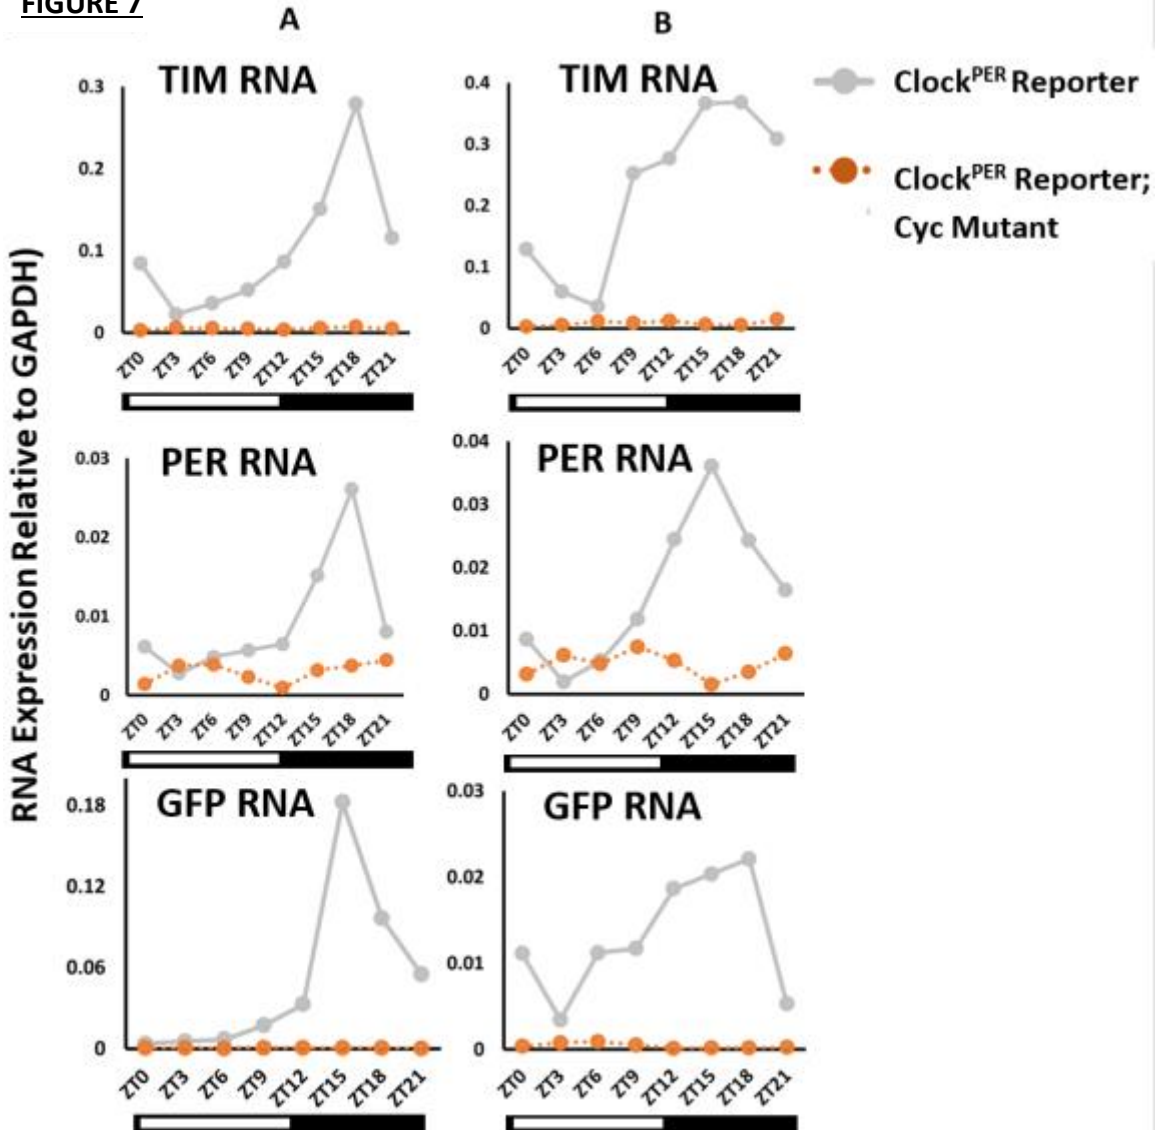 FIGURE 7
A
B
TIM RNA
0.3
0.2
0.1
0
ZT0 ZT3 ZT6 ZT9 ZT12 ZT15 ZT18 ZT21
TIM RNA
0.4
0.3
0.2
0.1
0
ZT0 ZT3 ZT6 ZT9 ZT12 ZT15 ZT18 ZT21
Clock^PER Reporter
Clock^PER Reporter;
Cyc Mutant
RNA Expression Relative to GAPDH)
PER RNA
0.03
0.02
0.01
0
ZT0 ZT3 ZT6 ZT9 ZT12 ZT15 ZT18 ZT21
PER RNA
0.04
0.03
0.02
0.01
0
ZT0 ZT3 ZT6 ZT9 ZT12 ZT15 ZT18 ZT21
GFP RNA
0.18
0.12
0.06
0
ZT0 ZT3 ZT6 ZT9 ZT12 ZT15 ZT18 ZT21
GFP RNA
0.03
0.02
0.01
0
ZT0 ZT3 ZT6 ZT9 ZT12 ZT15 ZT18 ZT21